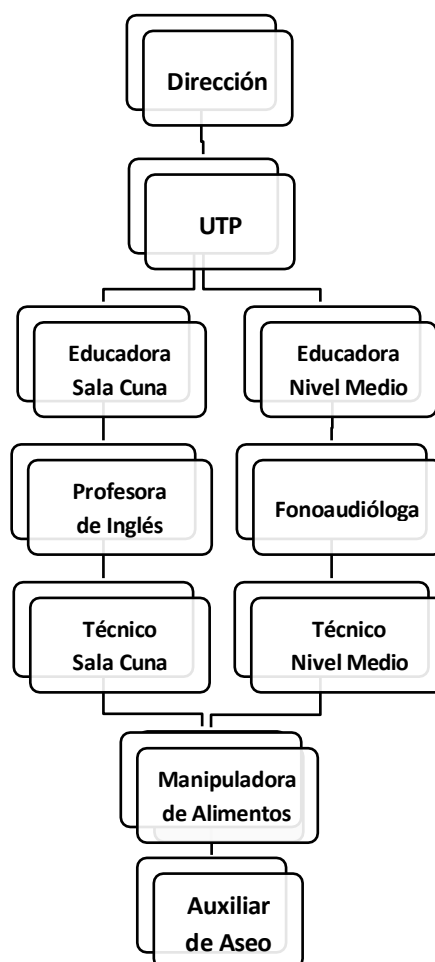 Dirección
UTP
Educadora
Sala Cuna
Educadora
Nivel Medio
Profesora
de Inglés
Fonoaudióloga
Técnico
Sala Cuna
Técnico
Nivel Medio
Manipuladora
de Alimentos
Auxiliar
de Aseo